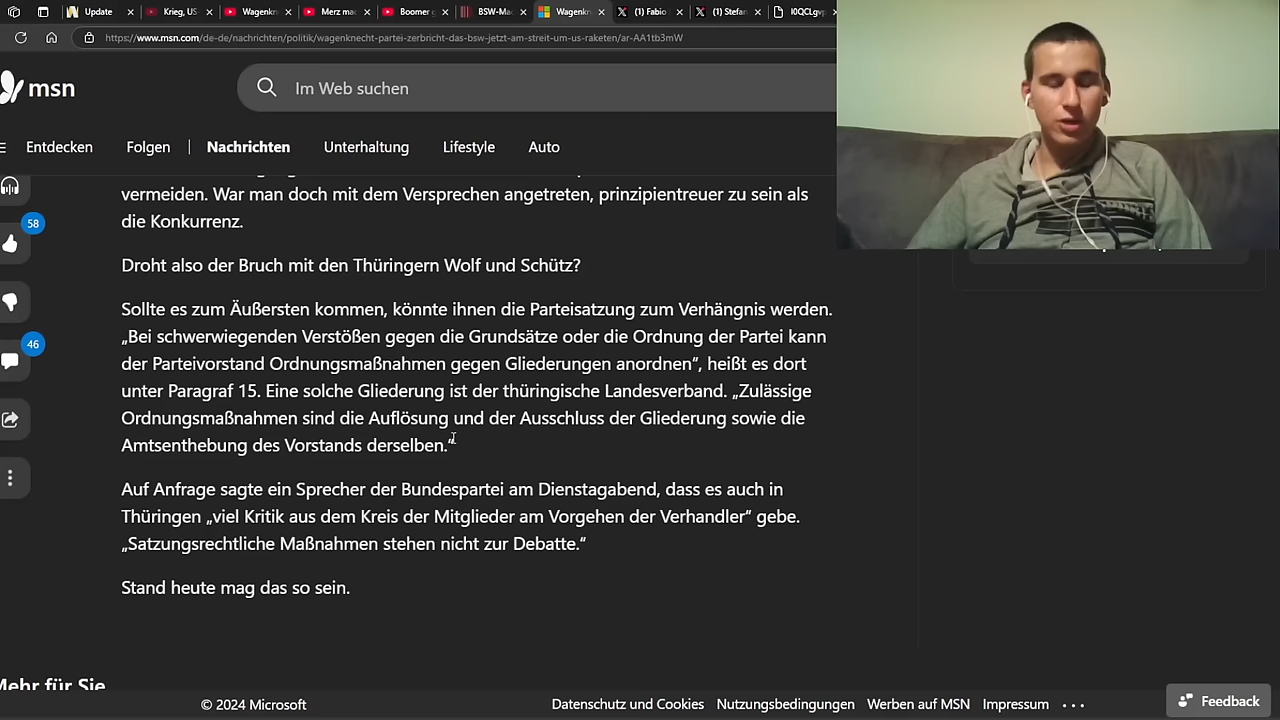 Update
Krieg, US
Wagenkn
Merz ma
Boomer g
BSW-Mac
Wagenkn
(1) Fabio
(1) Stefan
https://www.msn.com/de-de/nachrichten/politik/wagenknecht-partei-zerbricht-das-bsw-jetzt-am-streit-um-us-raketen/ar-AA1tb3mW
msn
Im Web suchen
Entdecken
Folgen
Nachrichten
Unterhaltung
Lifestyle
Auto
vermeiden. War man doch mit dem Versprechen angetreten, prinzipientreuer zu sein als
die Konkurrenz.
58
Droht also der Bruch mit den Thüringern Wolf und Schütz?
Sollte es zum Äußersten kommen, könnte ihnen die Parteisatzung zum Verhängnis werden.
„Bei schwerwiegenden Verstößen gegen die Grundsätze oder die Ordnung der Partei kann
46
der Parteivorstand Ordnungsmaßnahmen gegen Gliederungen anordnen“, heißt es dort
unter Paragraf 15. Eine solche Gliederung ist der thüringische Landesverband. „Zulässige
Ordnungsmaßnahmen sind die Auflösung und der Ausschluss der Gliederung sowie die
Amtsenthebung des Vorstands derselben.“
Auf Anfrage sagte ein Sprecher der Bundespartei am Dienstagabend, dass es auch in
Thüringen „viel Kritik aus dem Kreis der Mitglieder am Vorgehen der Verhandler“ gebe.
„Satzungsrechtliche Maßnahmen stehen nicht zur Debatte.“
Stand heute mag das so sein.
Mehr für Sie
© 2024 Microsoft
Datenschutz und Cookies
Nutzungsbedingungen
Werben auf MSN
Impressum
Feedback